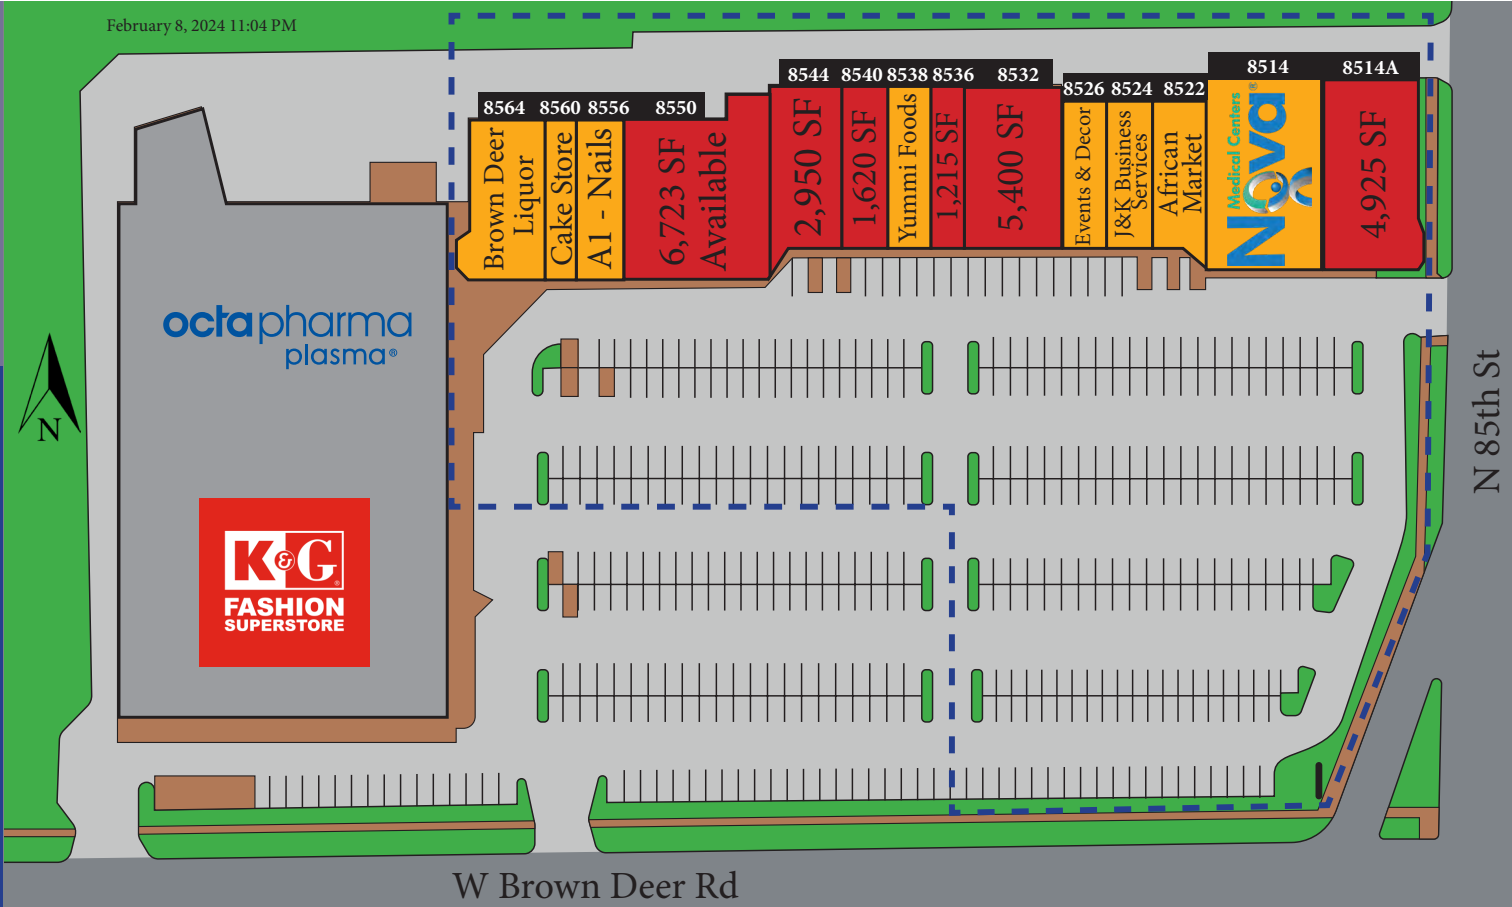 February 8, 2024 11:04 PM
8564
8560
8556
8550
8544
8540
8538
8536
8532
8526
8524
8522
8514
8514A
Brown Deer
Liquor
Cake Store
A1 - Nails
6,723 SF
Available
2,950 SF
1,620 SF
Yummi Foods
1,215 SF
5,400 SF
Events & Decor
J&K Business
Services
African
Market
Nova®
Medical Centers
4,925 SF
octapharma
plasma®
N
K&G®
FASHION
SUPERSTORE
N 85th St
W Brown Deer Rd